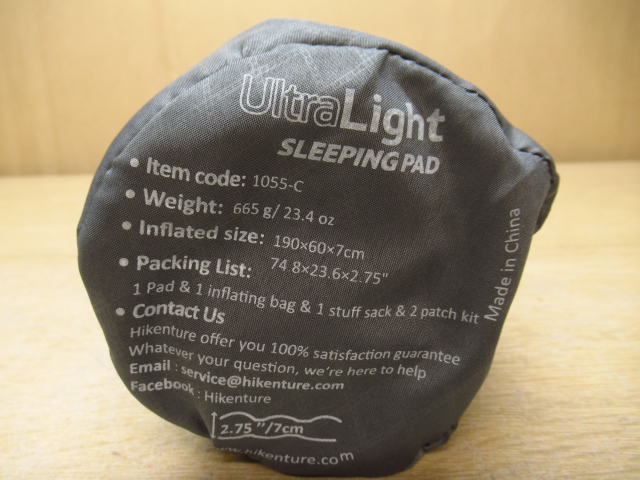 UltraLight
SLEEPING PAD
• Item code: 1055-C
• Weight: 665 g/ 23.4 oz
• Inflated size: 190×60×7cm
74.8×23.6×2.75"
• Packing List:
1 Pad & 1 inflating bag & 1 stuff sack & 2 patch kit
• Contact Us
Hikenture offer you 100% satisfaction guarantee
Whatever your question, we're here to help
Email : service@hikenture.com
Facebook : Hikenture
2.75"/7cm
www.hikenture.com
Made in China